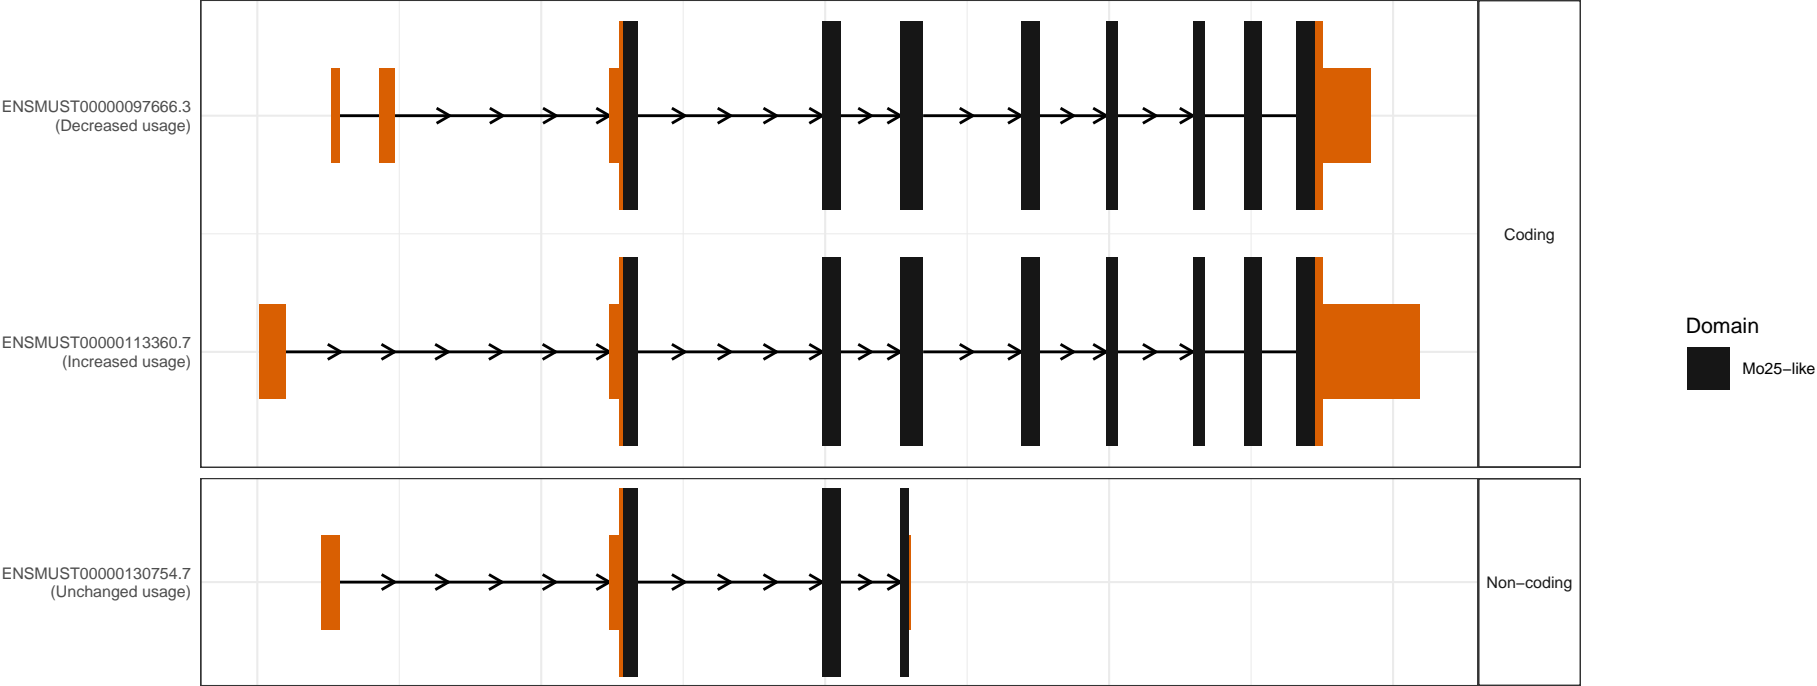 ENSMUST00000097666.3
(Decreased usage)
ENSMUST00000113360.7
(Increased usage)
Coding
ENSMUST00000130754.7
(Unchanged usage)
Non−coding
Domain
Mo25−like